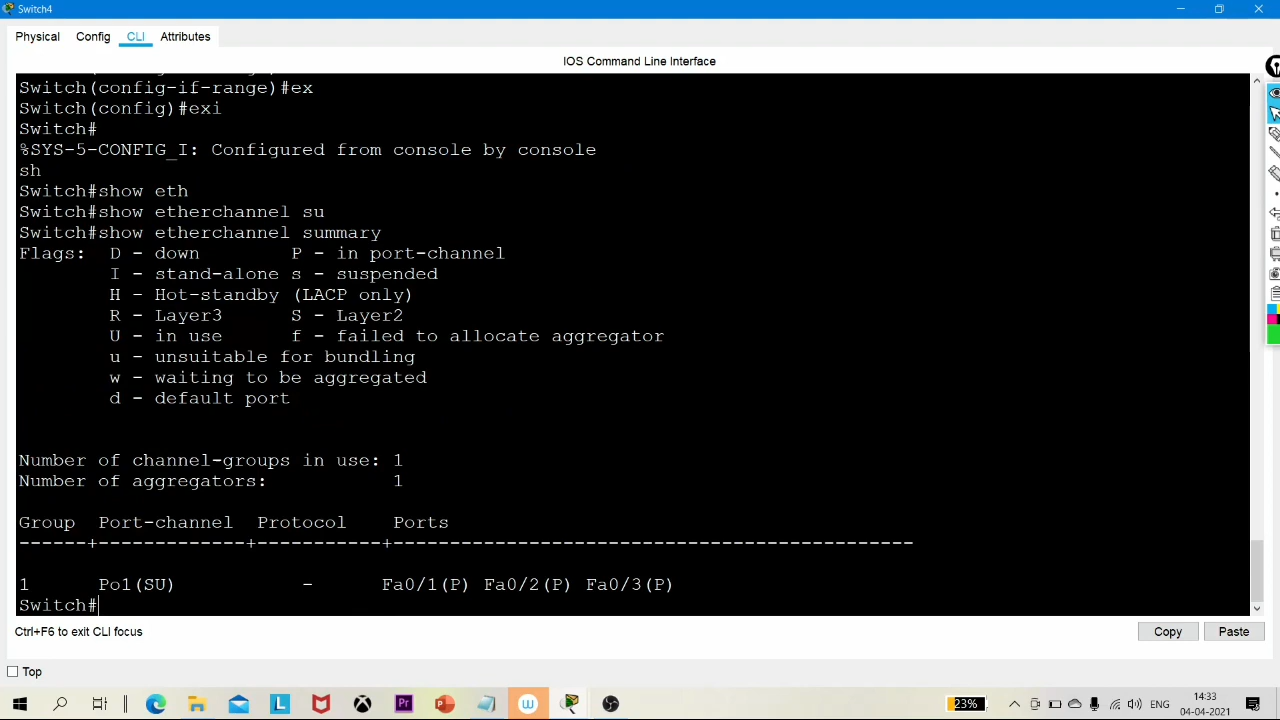 Switch4
Physical Config CLI Attributes
IOS Command Line Interface
Switch(config-if-range)#ex
Switch(config)#exi
Switch#
%SYS-5-CONFIG_I: Configured from console by console
sh
Switch#show eth
Switch#show etherchannel su
Switch#show etherchannel summary
Flags:  D - down        P - in port-channel
        I - stand-alone s - suspended
        H - Hot-standby (LACP only)
        R - Layer3      S - Layer2
        U - in use      f - failed to allocate aggregator
        u - unsuitable for bundling
        w - waiting to be aggregated
        d - default port
Number of channel-groups in use: 1
Number of aggregators:           1
Group  Port-channel  Protocol    Ports
------+-------------+-----------+----------------------------------------------
1      Po1(SU)           -      Fa0/1(P) Fa0/2(P) Fa0/3(P)
Switch#
Ctrl+F6 to exit CLI focus
Copy Paste
Top
23% ENG 14:33
04-04-2021